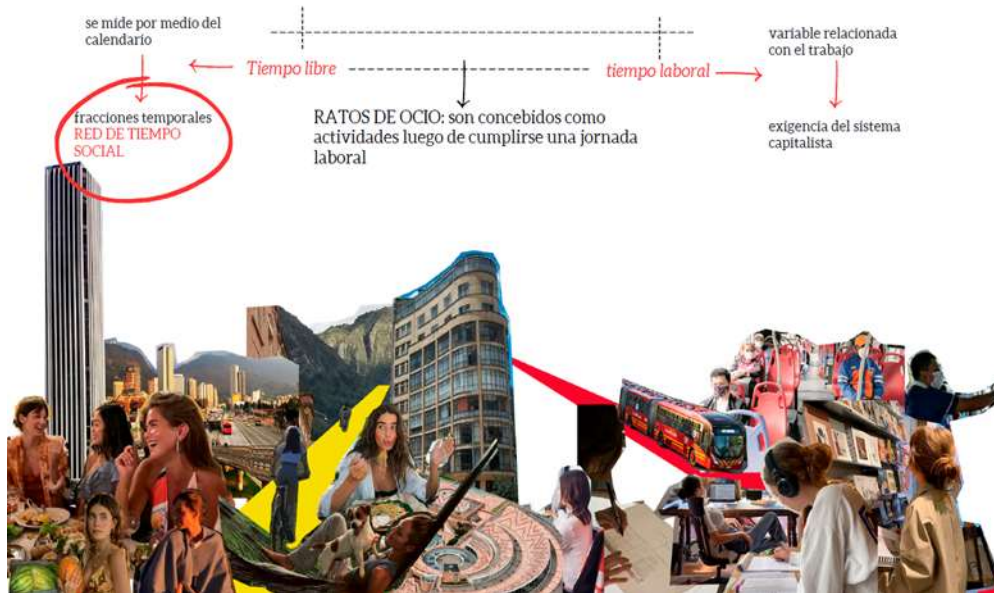 se mide por medio del
calendario
Tiempo libre
tiempo laboral
variable relacionada
con el trabajo
fracciones temporales
RED DE TIEMPO
SOCIAL
RATOS DE OCIO: son concebidos como
actividades luego de cumplirse una jornada
laboral
exigencia del sistema
capitalista